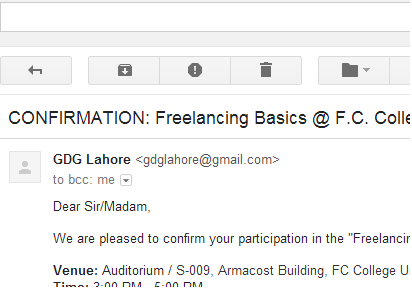 CONFIRMATION: Freelancing Basics @ F.C. Colle
GDG Lahore <gdglahore@gmail.com>
to bcc: me
Dear Sir/Madam,
We are pleased to confirm your participation in the "Freelancin
Venue: Auditorium / S-009, Armacost Building, FC College U
Time: 3:00 PM - 5:00 PM